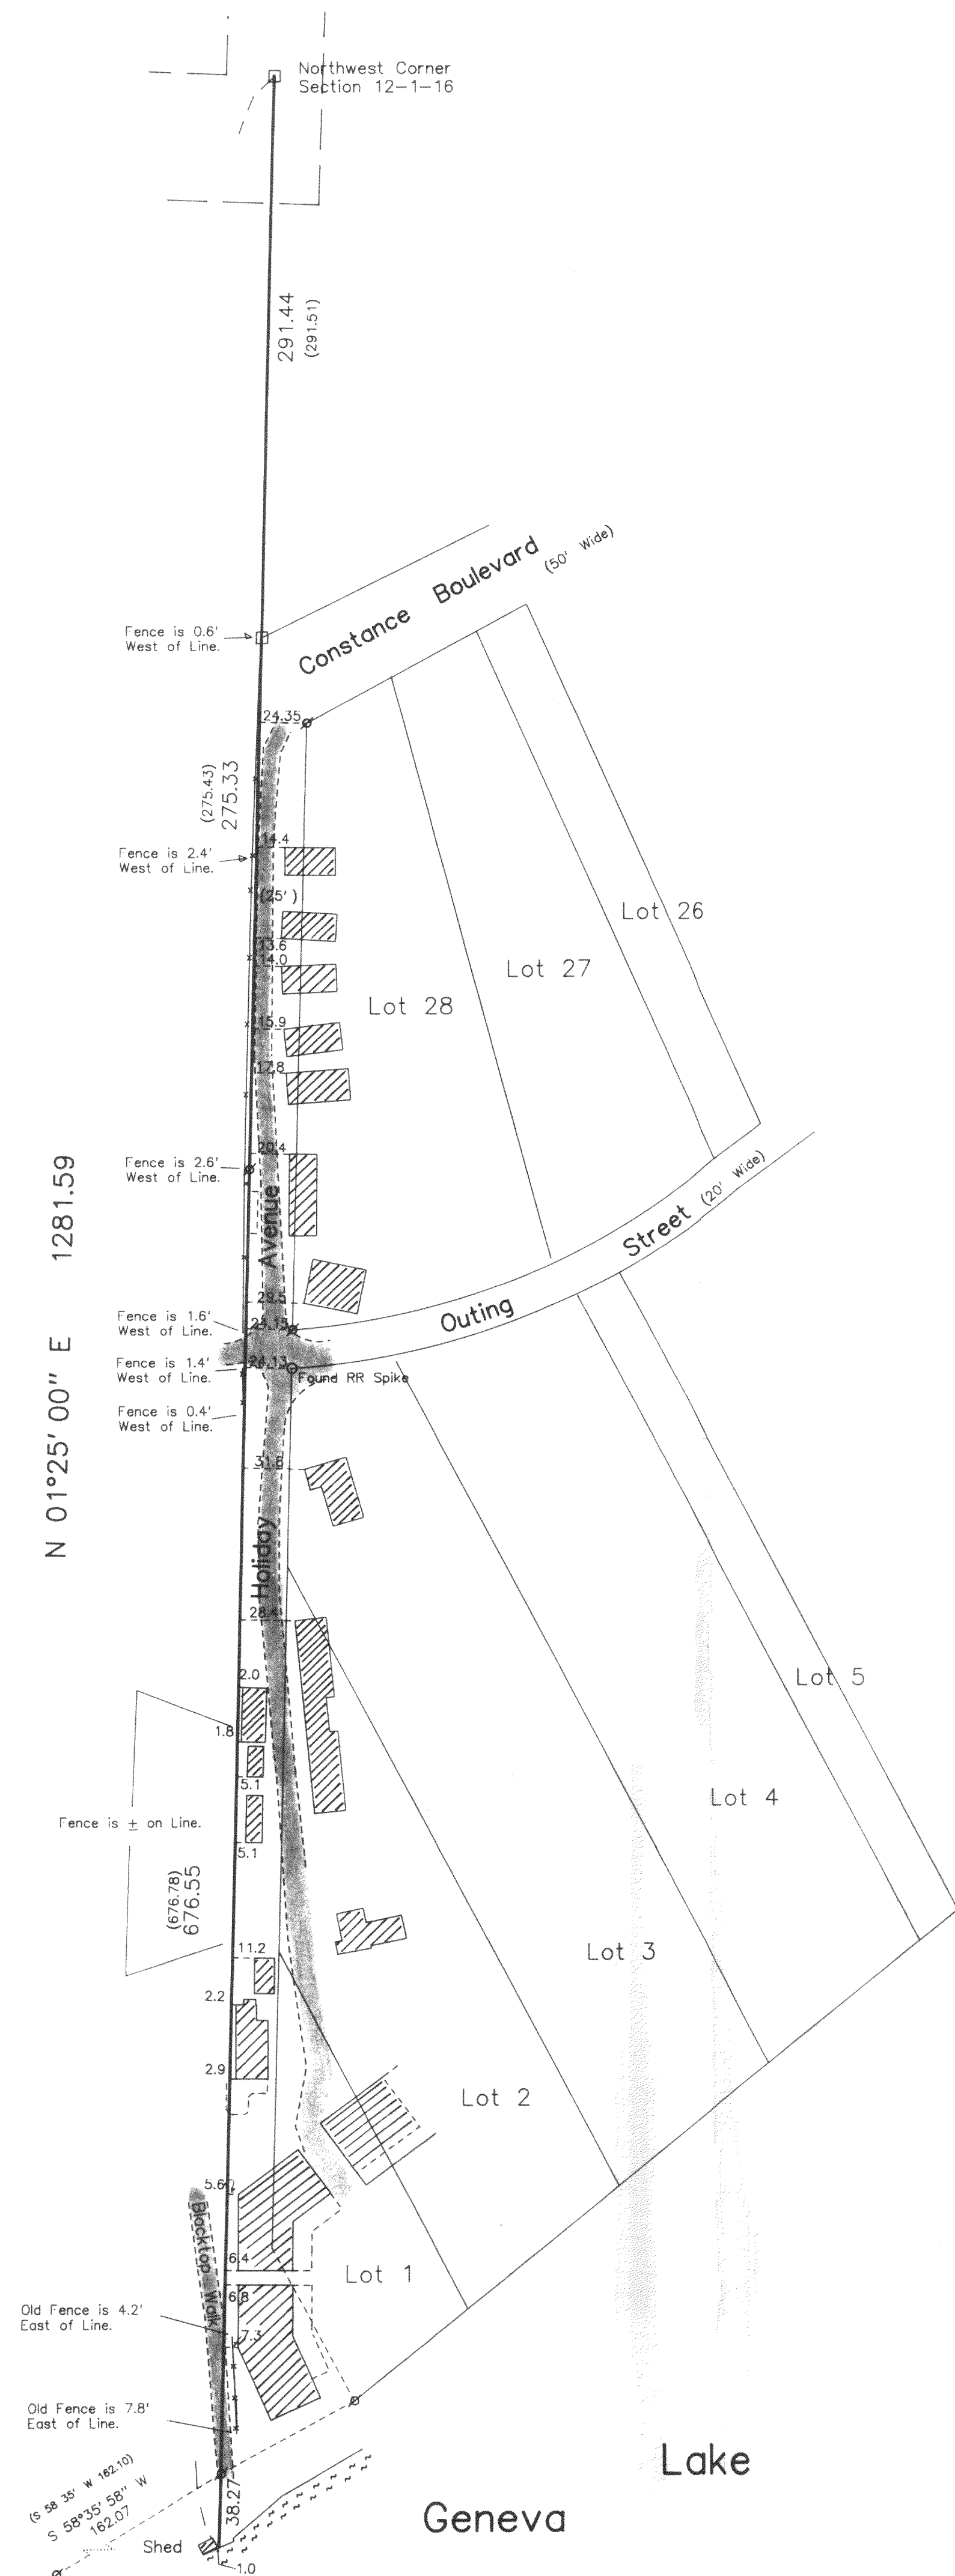 Northwest Corner
Section 12-1-16
291.44
(291.51)
Constance Boulevard
(50' Wide)
Fence is 0.6'
West of Line.
24.35
(275.43)
275.33
14.4
Fence is 2.4'
West of Line.
(25')
Lot 26
13.6
14.0
Lot 27
Lot 28
15.9
17.8
20.4
Fence is 2.6'
West of Line.
Avenue
Street (20' Wide)
N 01°25'00" E 1281.59
29.5
Outing
Fence is 1.6'
West of Line.
24.15
Fence is 1.4'
West of Line.
24.13
Found RR Spike
Fence is 0.4'
West of Line.
31.8
Holiday
28.4
2.0
Lot 5
1.8
5.1
Lot 4
Fence is ± on Line.
5.1
(676.78)
676.55
11.2
Lot 3
2.2
2.9
Lot 2
5.6
Blacktop Walk
6.4
Lot 1
6.8
Old Fence is 4.2'
East of Line.
7.3
Old Fence is 7.8'
East of Line.
Lake
Geneva
(S 58 35' W 162.10)
S 58°35'58" W
162.07
38.27
Shed
1.0